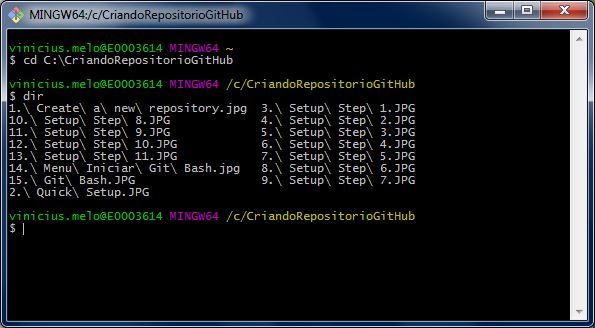 MINGW64:/c/CriandoRepositorioGitHub
vinicius.melo@E0003614 MINGW64 ~
$ cd C:\CriandoRepositorioGitHub
vinicius.melo@E0003614 MINGW64 /c/CriandoRepositorioGitHub
$ dir
1.\ Create\ a\ new\ repository.jpg  3.\ Setup\ Step\ 1.JPG
10.\ Setup\ Step\ 8.JPG  4.\ Setup\ Step\ 2.JPG
11.\ Setup\ Step\ 9.JPG  5.\ Setup\ Step\ 3.JPG
12.\ Setup\ Step\ 10.JPG  6.\ Setup\ Step\ 4.JPG
13.\ Setup\ Step\ 11.JPG  7.\ Setup\ Step\ 5.JPG
14.\ Menu\ Iniciar\ Git\ Bash.jpg  8.\ Setup\ Step\ 6.JPG
15.\ Git\ Bash.JPG  9.\ Setup\ Step\ 7.JPG
2.\ Quick\ Setup.JPG
vinicius.melo@E0003614 MINGW64 /c/CriandoRepositorioGitHub
$